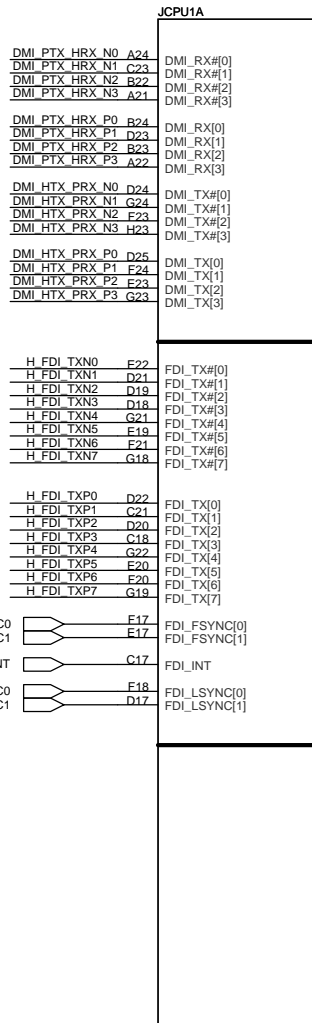 JCPU1A
DMI_PTX_HRX_N0 A24 DMI_RX#[0]
DMI_PTX_HRX_N1 C23 DMI_RX#[1]
DMI_PTX_HRX_N2 B22 DMI_RX#[2]
DMI_PTX_HRX_N3 A21 DMI_RX#[3]
DMI_PTX_HRX_P0 B24 DMI_RX[0]
DMI_PTX_HRX_P1 D23 DMI_RX[1]
DMI_PTX_HRX_P2 B23 DMI_RX[2]
DMI_PTX_HRX_P3 A22 DMI_RX[3]
DMI_HTX_PRX_N0 D24 DMI_TX#[0]
DMI_HTX_PRX_N1 G24 DMI_TX#[1]
DMI_HTX_PRX_N2 F23 DMI_TX#[2]
DMI_HTX_PRX_N3 H23 DMI_TX#[3]
DMI_HTX_PRX_P0 D25 DMI_TX[0]
DMI_HTX_PRX_P1 F24 DMI_TX[1]
DMI_HTX_PRX_P2 E23 DMI_TX[2]
DMI_HTX_PRX_P3 G23 DMI_TX[3]
H_FDI_TXN0 E22 FDI_TX#[0]
H_FDI_TXN1 D21 FDI_TX#[1]
H_FDI_TXN2 D19 FDI_TX#[2]
H_FDI_TXN3 D18 FDI_TX#[3]
H_FDI_TXN4 G21 FDI_TX#[4]
H_FDI_TXN5 E19 FDI_TX#[5]
H_FDI_TXN6 F21 FDI_TX#[6]
H_FDI_TXN7 G18 FDI_TX#[7]
H_FDI_TXP0 D22 FDI_TX[0]
H_FDI_TXP1 C21 FDI_TX[1]
H_FDI_TXP2 D20 FDI_TX[2]
H_FDI_TXP3 C18 FDI_TX[3]
H_FDI_TXP4 G22 FDI_TX[4]
H_FDI_TXP5 E20 FDI_TX[5]
H_FDI_TXP6 F20 FDI_TX[6]
H_FDI_TXP7 G19 FDI_TX[7]
C0 F17 FDI_FSYNC[0]
C1 E17 FDI_FSYNC[1]
NT C17 FDI_INT
C0 F18 FDI_LSYNC[0]
C1 D17 FDI_LSYNC[1]